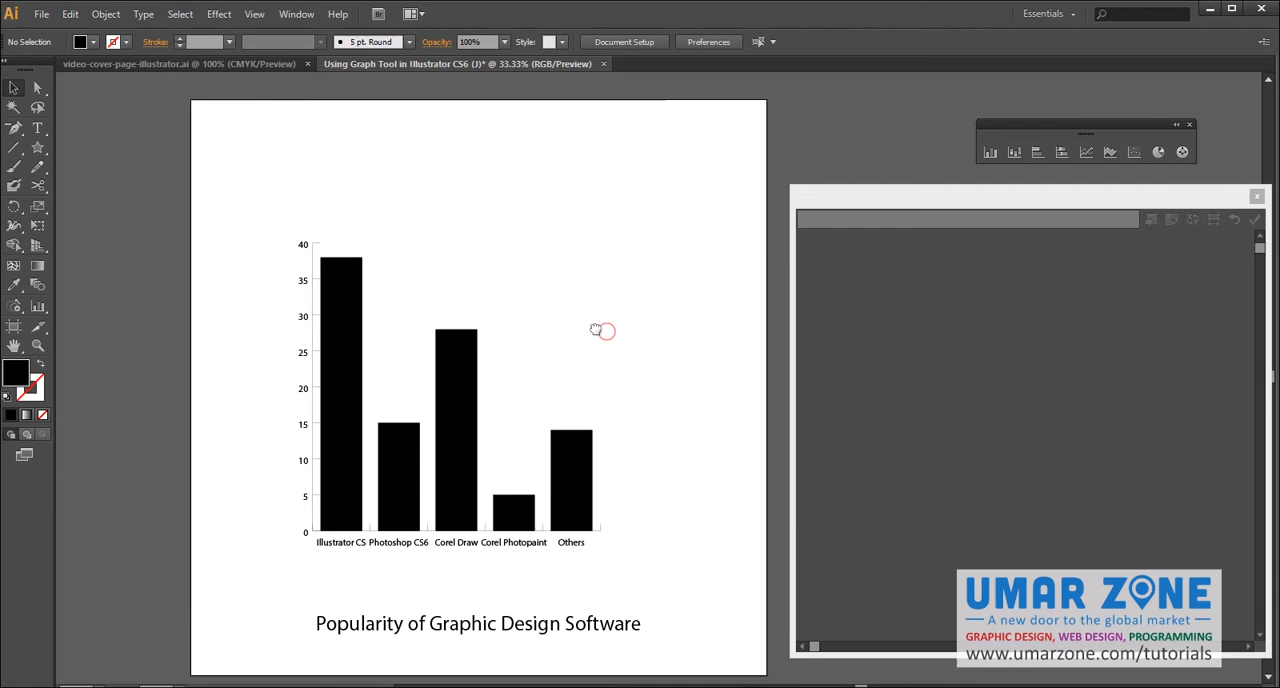 Ai File Edit Object Type Select Effect View Window Help Br Essentials
No Selection Stroke: 5 pt. Round Opacity: 100% Style: Document Setup Preferences
video-cover-page-illustrator.ai @ 100% (CMYK/Preview) × Using Graph Tool in Illustrator CS6 (J)* @ 33.33% (RGB/Preview) ×
40
35
30
25
20
15
10
5
0
Illustrator CS Photoshop CS6 Corel Draw Corel Photopaint Others
Popularity of Graphic Design Software
UMAR ZONE
A new door to the global market
GRAPHIC DESIGN, WEB DESIGN, PROGRAMMING
www.umarzone.com/tutorials